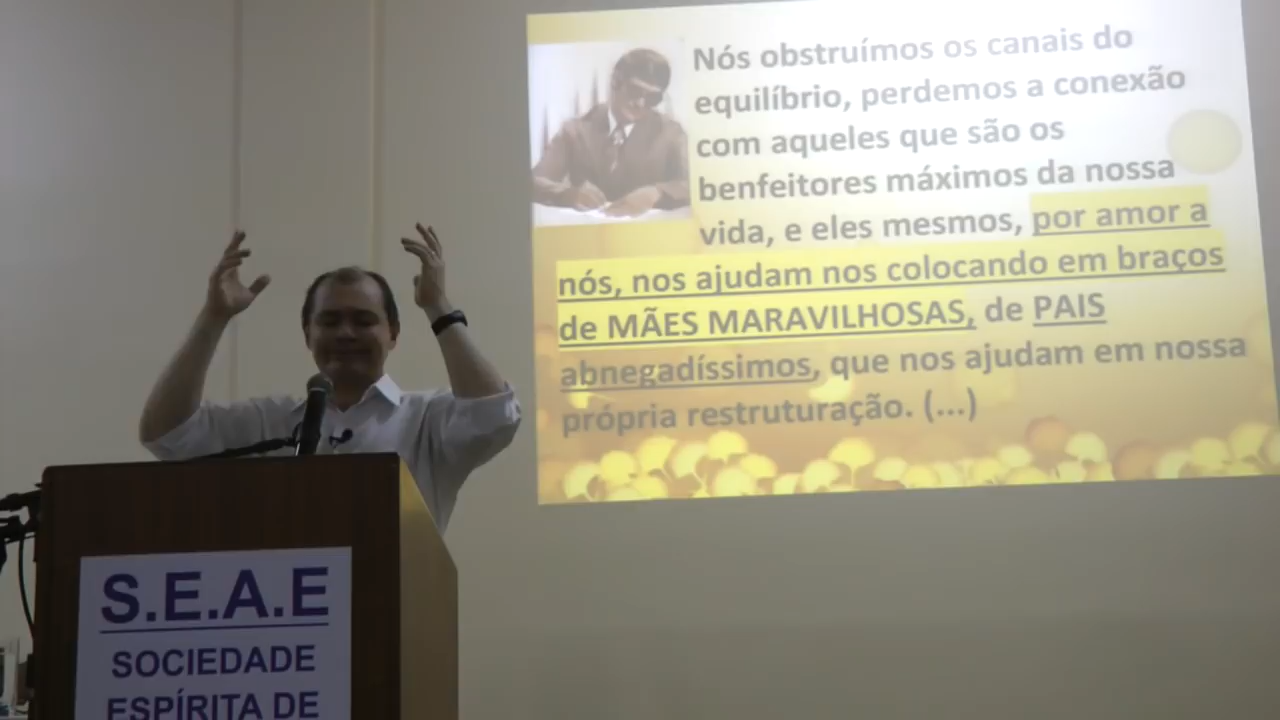 Nós obstruímos os canais do
equilíbrio, perdemos a conexão
com aqueles que são os
benfeitores máximos da nossa
vida, e eles mesmos, por amor a
nós, nos ajudam nos colocando em braços
de MÃES MARAVILHOSAS, de PAIS
abnegadíssimos, que nos ajudam em nossa
própria restruturação. (...)
S.E.A.E
SOCIEDADE
ESPÍRITA DE